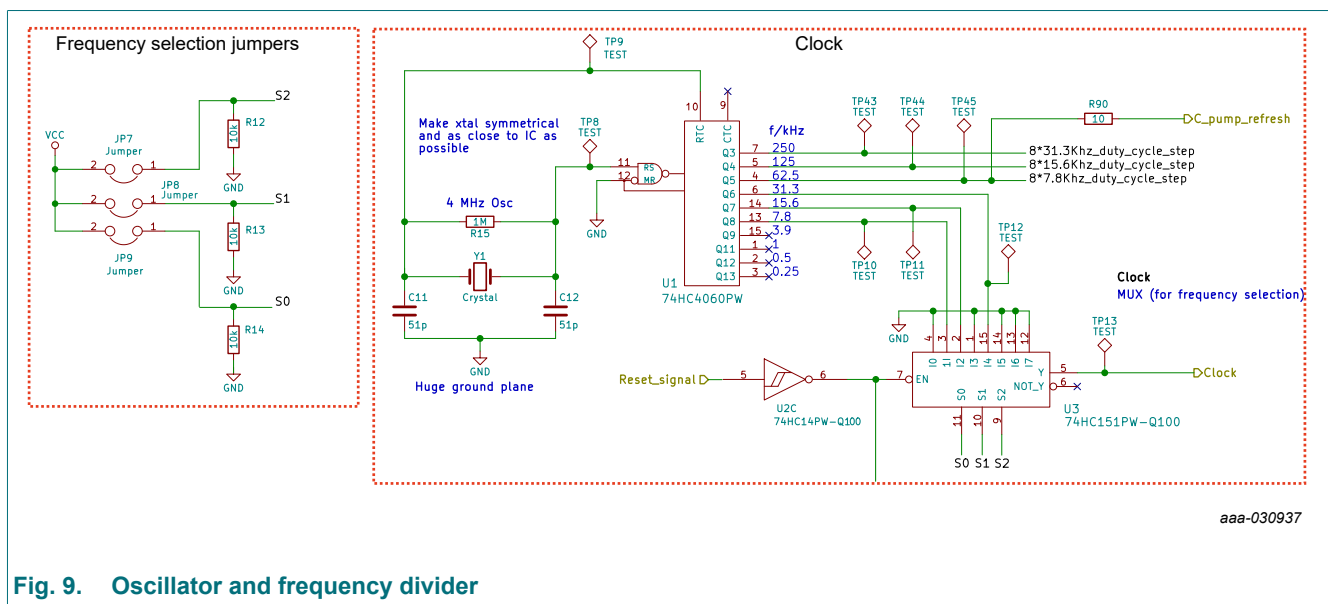 Frequency selection jumpers
VCC
JP7
Jumper
2
1
S2
R12
10k
GND
JP8
Jumper
2
1
S1
R13
10k
GND
2
1
JP9
Jumper
S0
R14
10k
GND
Clock
TP9
TEST
Make xtal symmetrical
and as close to IC as
possible
TP8
TEST
11
12
RS
MR
GND
4 MHz Osc
1M
R15
Y1
Crystal
C11
51p
C12
51p
GND
Huge ground plane
10
9
RTC
CTC
f/kHz
Q3 7 250
Q4 5 125
Q5 4 62.5
Q6 6 31.3
Q7 14 15.6
Q8 13 7.8
Q9 15 3.9
Q11 1 1
Q12 2 0.5
Q13 3 0.25
U1
74HC4060PW
TP43
TEST
TP44
TEST
TP45
TEST
R90
10
C_pump_refresh
8*31.3Khz_duty_cycle_step
8*15.6Khz_duty_cycle_step
8*7.8Khz_duty_cycle_step
TP10
TEST
TP11
TEST
TP12
TEST
Clock
MUX (for frequency selection)
GND
4 3 2 1 15 14 13 12
I0 1I I2 I3 I4 I5 I6 I7
TP13
TEST
Reset_signal
5
6
U2C
74HC14PW-Q100
7
EN
Y
5
Clock
NOT_Y
6
S0 S1 S2
11 10 9
U3
74HC151PW-Q100
S0 S1 S2
aaa-030937
Fig. 9. Oscillator and frequency divider